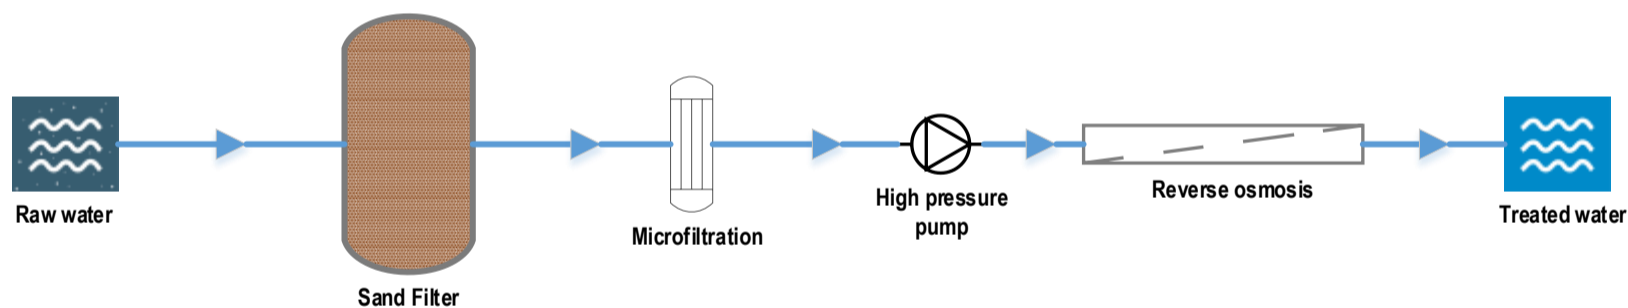 Raw water
Sand Filter
Microfiltration
High pressure
pump
Reverse osmosis
Treated water